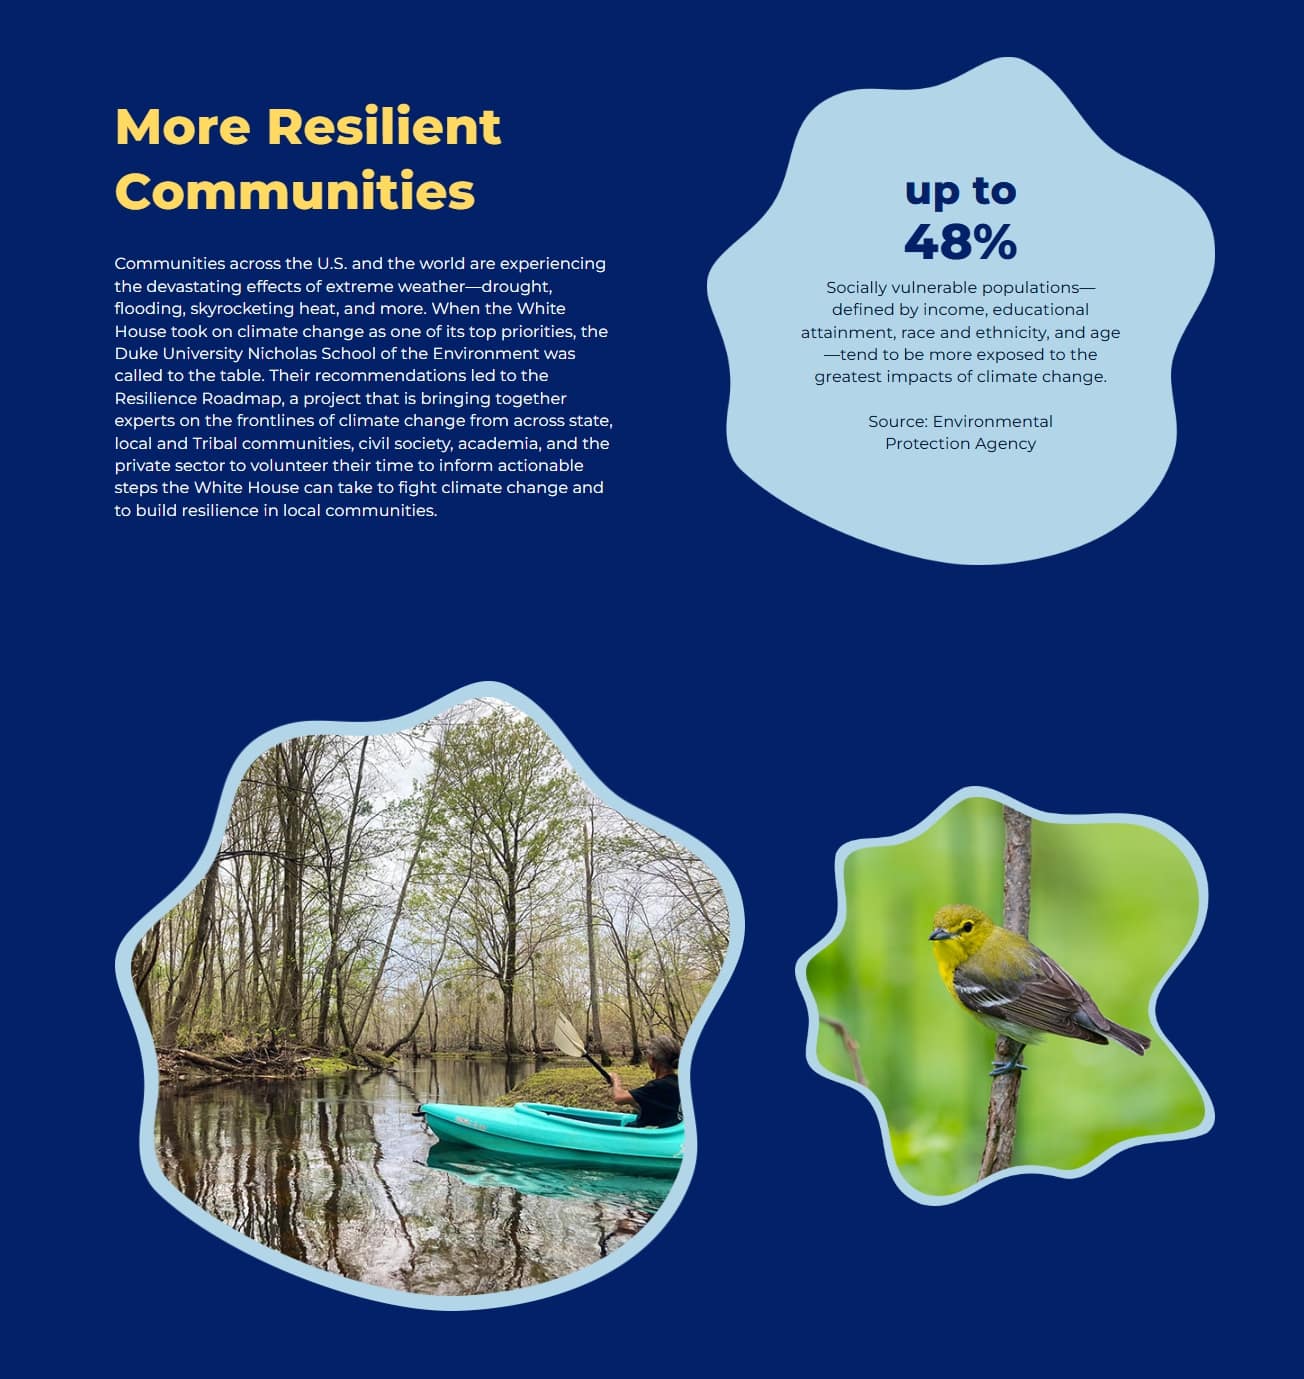 More Resilient
Communities
Communities across the U.S. and the world are experiencing
the devastating effects of extreme weather—drought,
flooding, skyrocketing heat, and more. When the White
House took on climate change as one of its top priorities, the
Duke University Nicholas School of the Environment was
called to the table. Their recommendations led to the
Resilience Roadmap, a project that is bringing together
experts on the frontlines of climate change from across state,
local and Tribal communities, civil society, academia, and the
private sector to volunteer their time to inform actionable
steps the White House can take to fight climate change and
to build resilience in local communities.
up to
48%
Socially vulnerable populations—
defined by income, educational
attainment, race and ethnicity, and age
—tend to be more exposed to the
greatest impacts of climate change.
Source: Environmental
Protection Agency